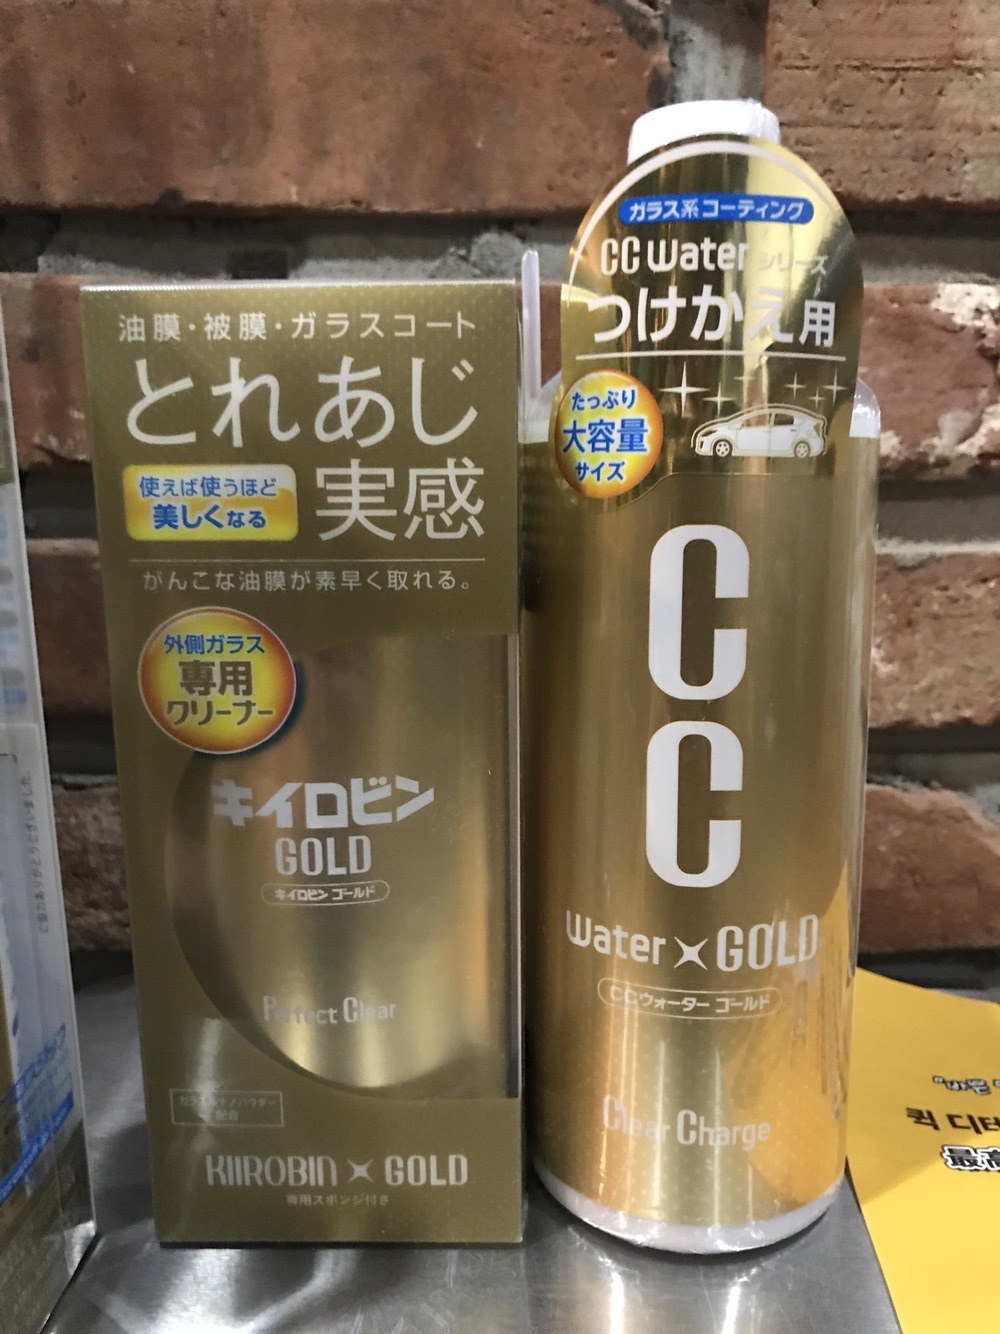 油膜・被膜・ガラスコート
とれあじ
使えば使うほど
美しくなる
実感
がんこな油膜が素早く取れる。
外側ガラス
専用
クリーナー
キイロビン
GOLD
キイロビン ゴールド
Perfect Clear
配合
KIIROBIN × GOLD
専用スポンジ付き
ガラス系コーティング
CC Water シリーズ
つけかえ用
たっぷり
大容量
サイズ
CC
Water × GOLD
CCウォーター ゴールド
Clear Charge
퀵 디테